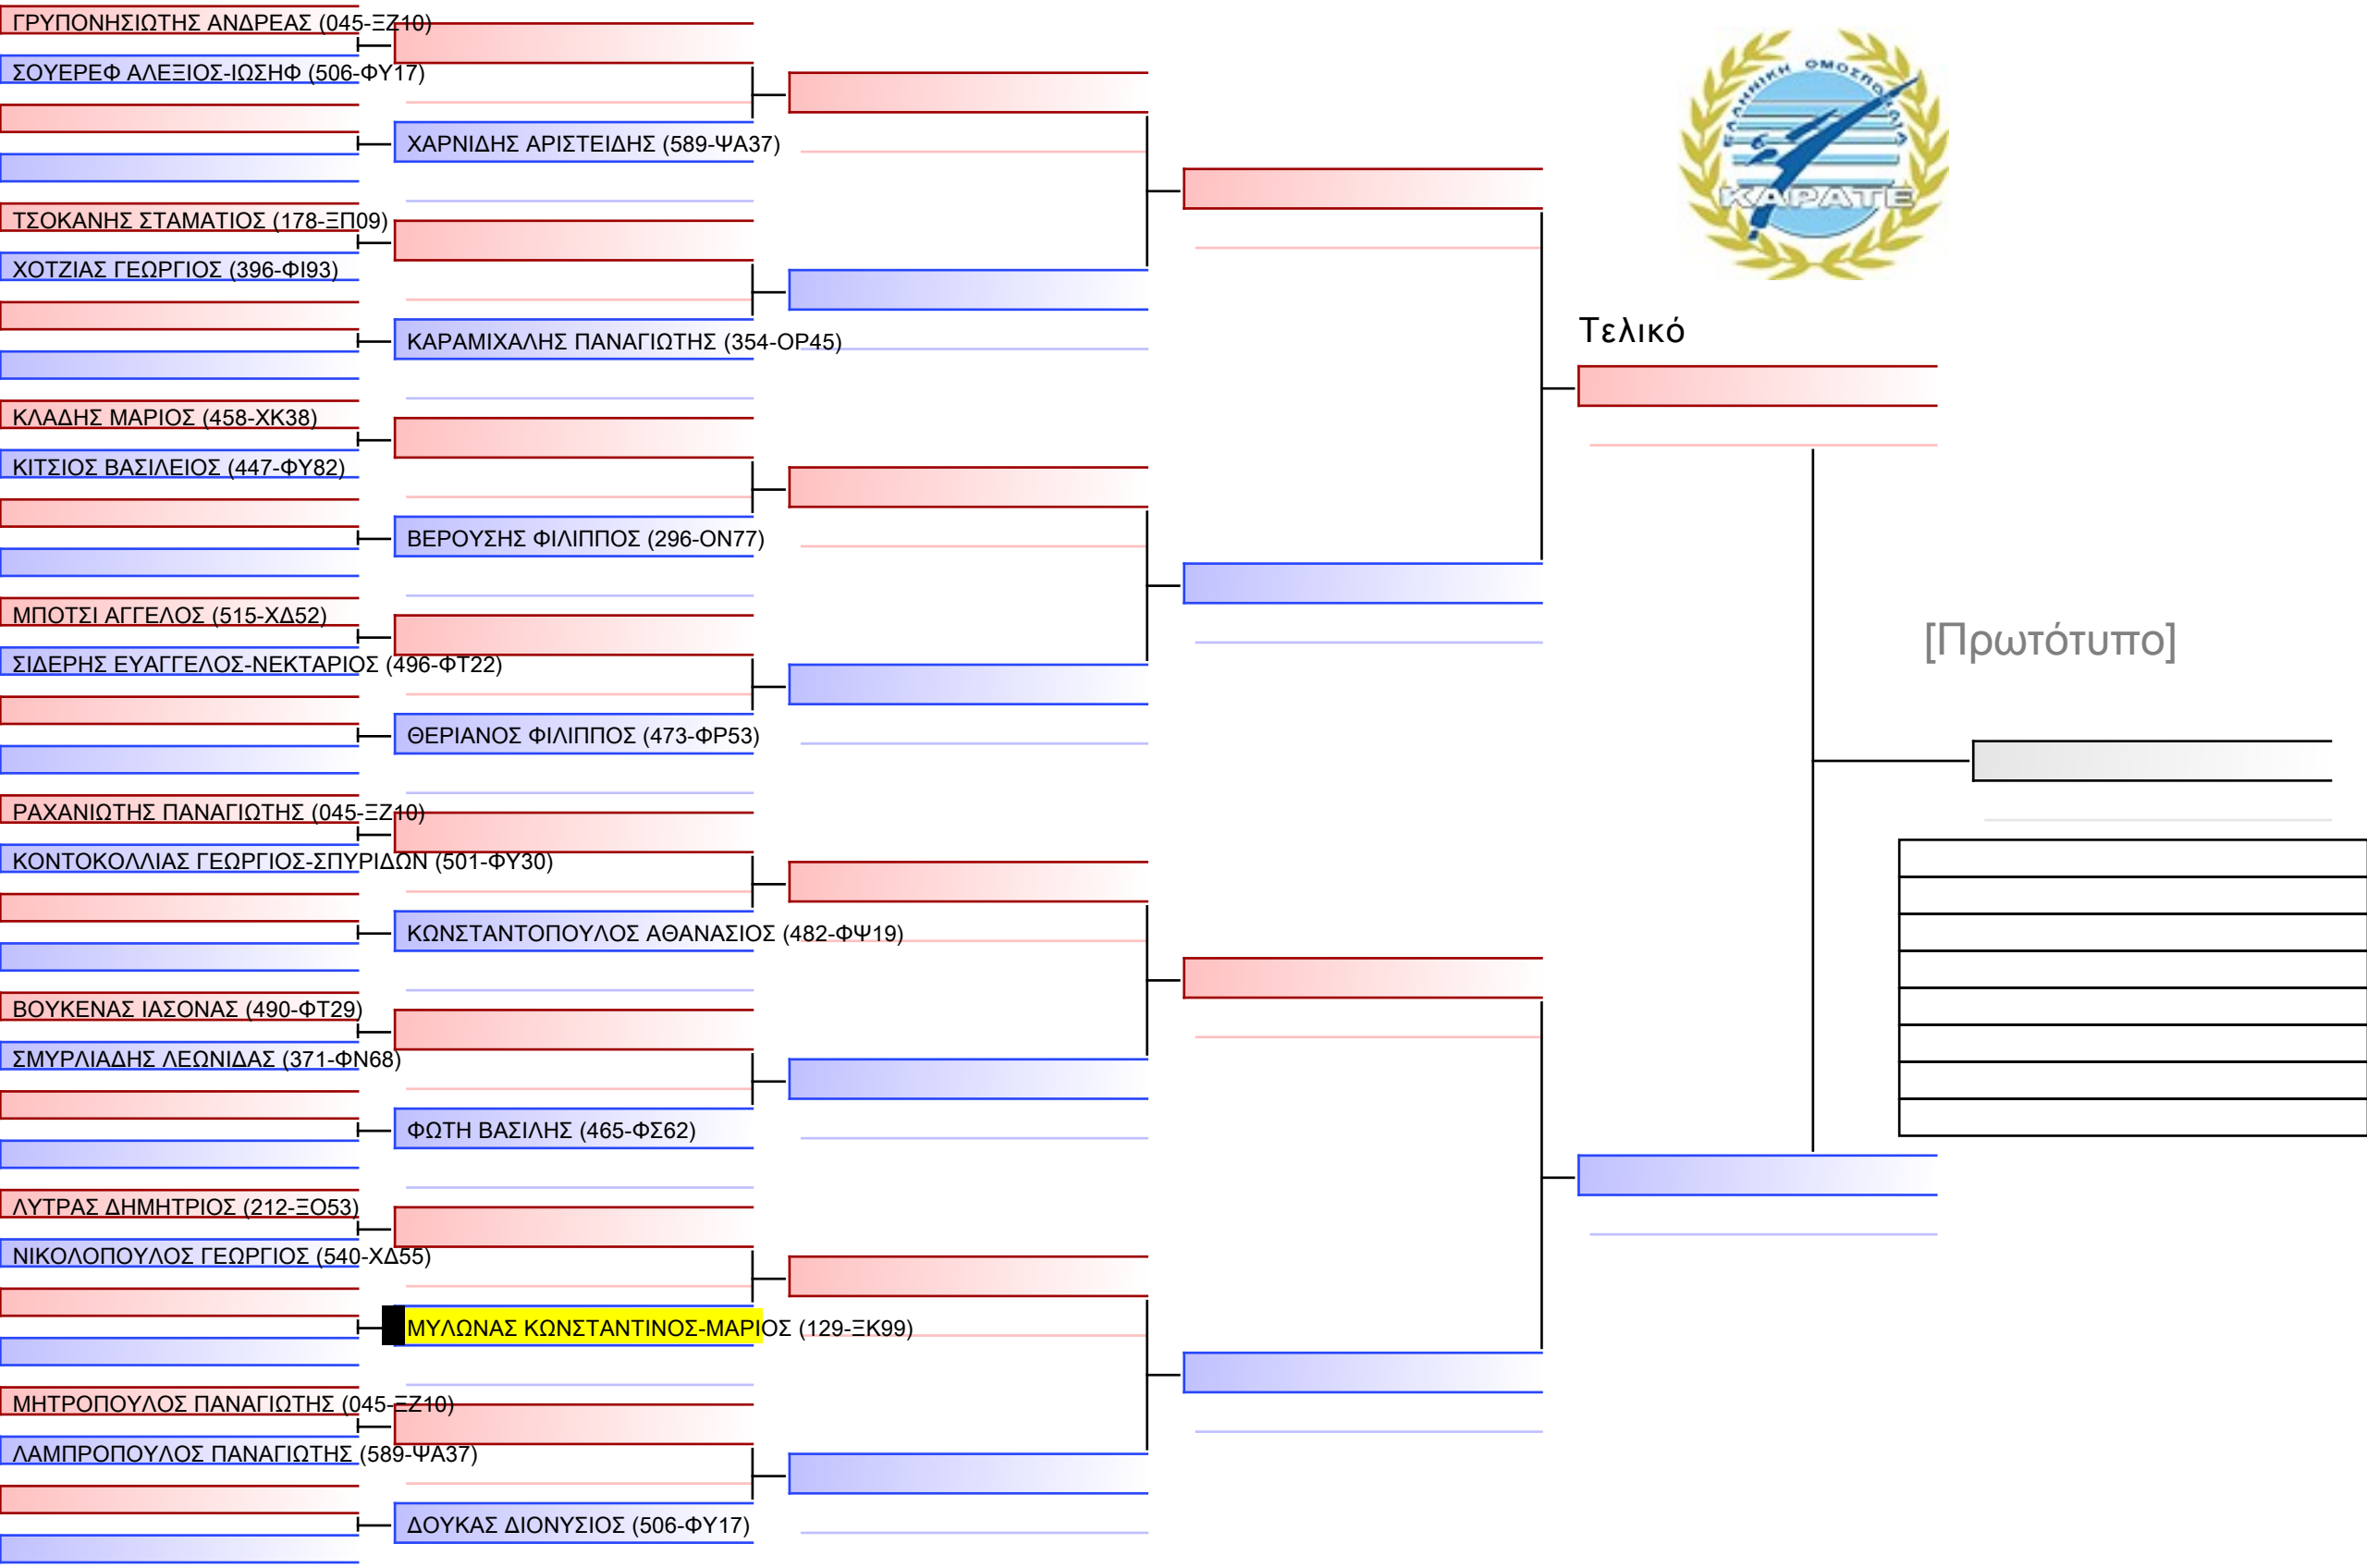 ΓΡΥΠΟΝΗΣΙΩΤΗΣ ΑΝΔΡΕΑΣ (045-ΞΖ10)
ΣΟΥΕΡΕΦ ΑΛΕΞΙΟΣ-ΙΩΣΗΦ (506-ΦΥ17)
ΧΑΡΝΙΔΗΣ ΑΡΙΣΤΕΙΔΗΣ (589-ΨΑ37)
ΤΣΟΚΑΝΗΣ ΣΤΑΜΑΤΙΟΣ (178-ΞΠ09)
ΧΟΤΖΙΑΣ ΓΕΩΡΓΙΟΣ (396-ΦΙ93)
ΚΑΡΑΜΙΧΑΛΗΣ ΠΑΝΑΓΙΩΤΗΣ (354-ΟΡ45)
ΚΛΑΔΗΣ ΜΑΡΙΟΣ (458-ΧΚ38)
ΚΙΤΣΙΟΣ ΒΑΣΙΛΕΙΟΣ (447-ΦΥ82)
ΒΕΡΟΥΣΗΣ ΦΙΛΙΠΠΟΣ (296-ΟΝ77)
ΜΠΟΤΣΙ ΑΓΓΕΛΟΣ (515-ΧΔ52)
ΣΙΔΕΡΗΣ ΕΥΑΓΓΕΛΟΣ-ΝΕΚΤΑΡΙΟΣ (496-ΦΤ22)
ΘΕΡΙΑΝΟΣ ΦΙΛΙΠΠΟΣ (473-ΦΡ53)
ΡΑΧΑΝΙΩΤΗΣ ΠΑΝΑΓΙΩΤΗΣ (045-ΞΖ10)
ΚΟΝΤΟΚΟΛΛΙΑΣ ΓΕΩΡΓΙΟΣ-ΣΠΥΡΙΔΩΝ (501-ΦΥ30)
ΚΩΝΣΤΑΝΤΟΠΟΥΛΟΣ ΑΘΑΝΑΣΙΟΣ (482-ΦΨ19)
ΒΟΥΚΕΝΑΣ ΙΑΣΟΝΑΣ (490-ΦΤ29)
ΣΜΥΡΛΙΑΔΗΣ ΛΕΩΝΙΔΑΣ (371-ΦΝ68)
ΦΩΤΗ ΒΑΣΙΛΗΣ (465-ΦΣ62)
ΛΥΤΡΑΣ ΔΗΜΗΤΡΙΟΣ (212-ΞΟ53)
ΝΙΚΟΛΟΠΟΥΛΟΣ ΓΕΩΡΓΙΟΣ (540-ΧΔ55)
ΜΥΛΩΝΑΣ ΚΩΝΣΤΑΝΤΙΝΟΣ-ΜΑΡΙΟΣ (129-ΞΚ99)
ΜΗΤΡΟΠΟΥΛΟΣ ΠΑΝΑΓΙΩΤΗΣ (045-ΞΖ10)
ΛΑΜΠΡΟΠΟΥΛΟΣ ΠΑΝΑΓΙΩΤΗΣ (589-ΨΑ37)
ΔΟΥΚΑΣ ΔΙΟΝΥΣΙΟΣ (506-ΦΥ17)
ΕΛΛΗΝΙΚΗ ΟΜΟΣΠΟΝΔΙΑ
ΚΑΡΑΤΕ
Τελικό
[Πρωτότυπο]